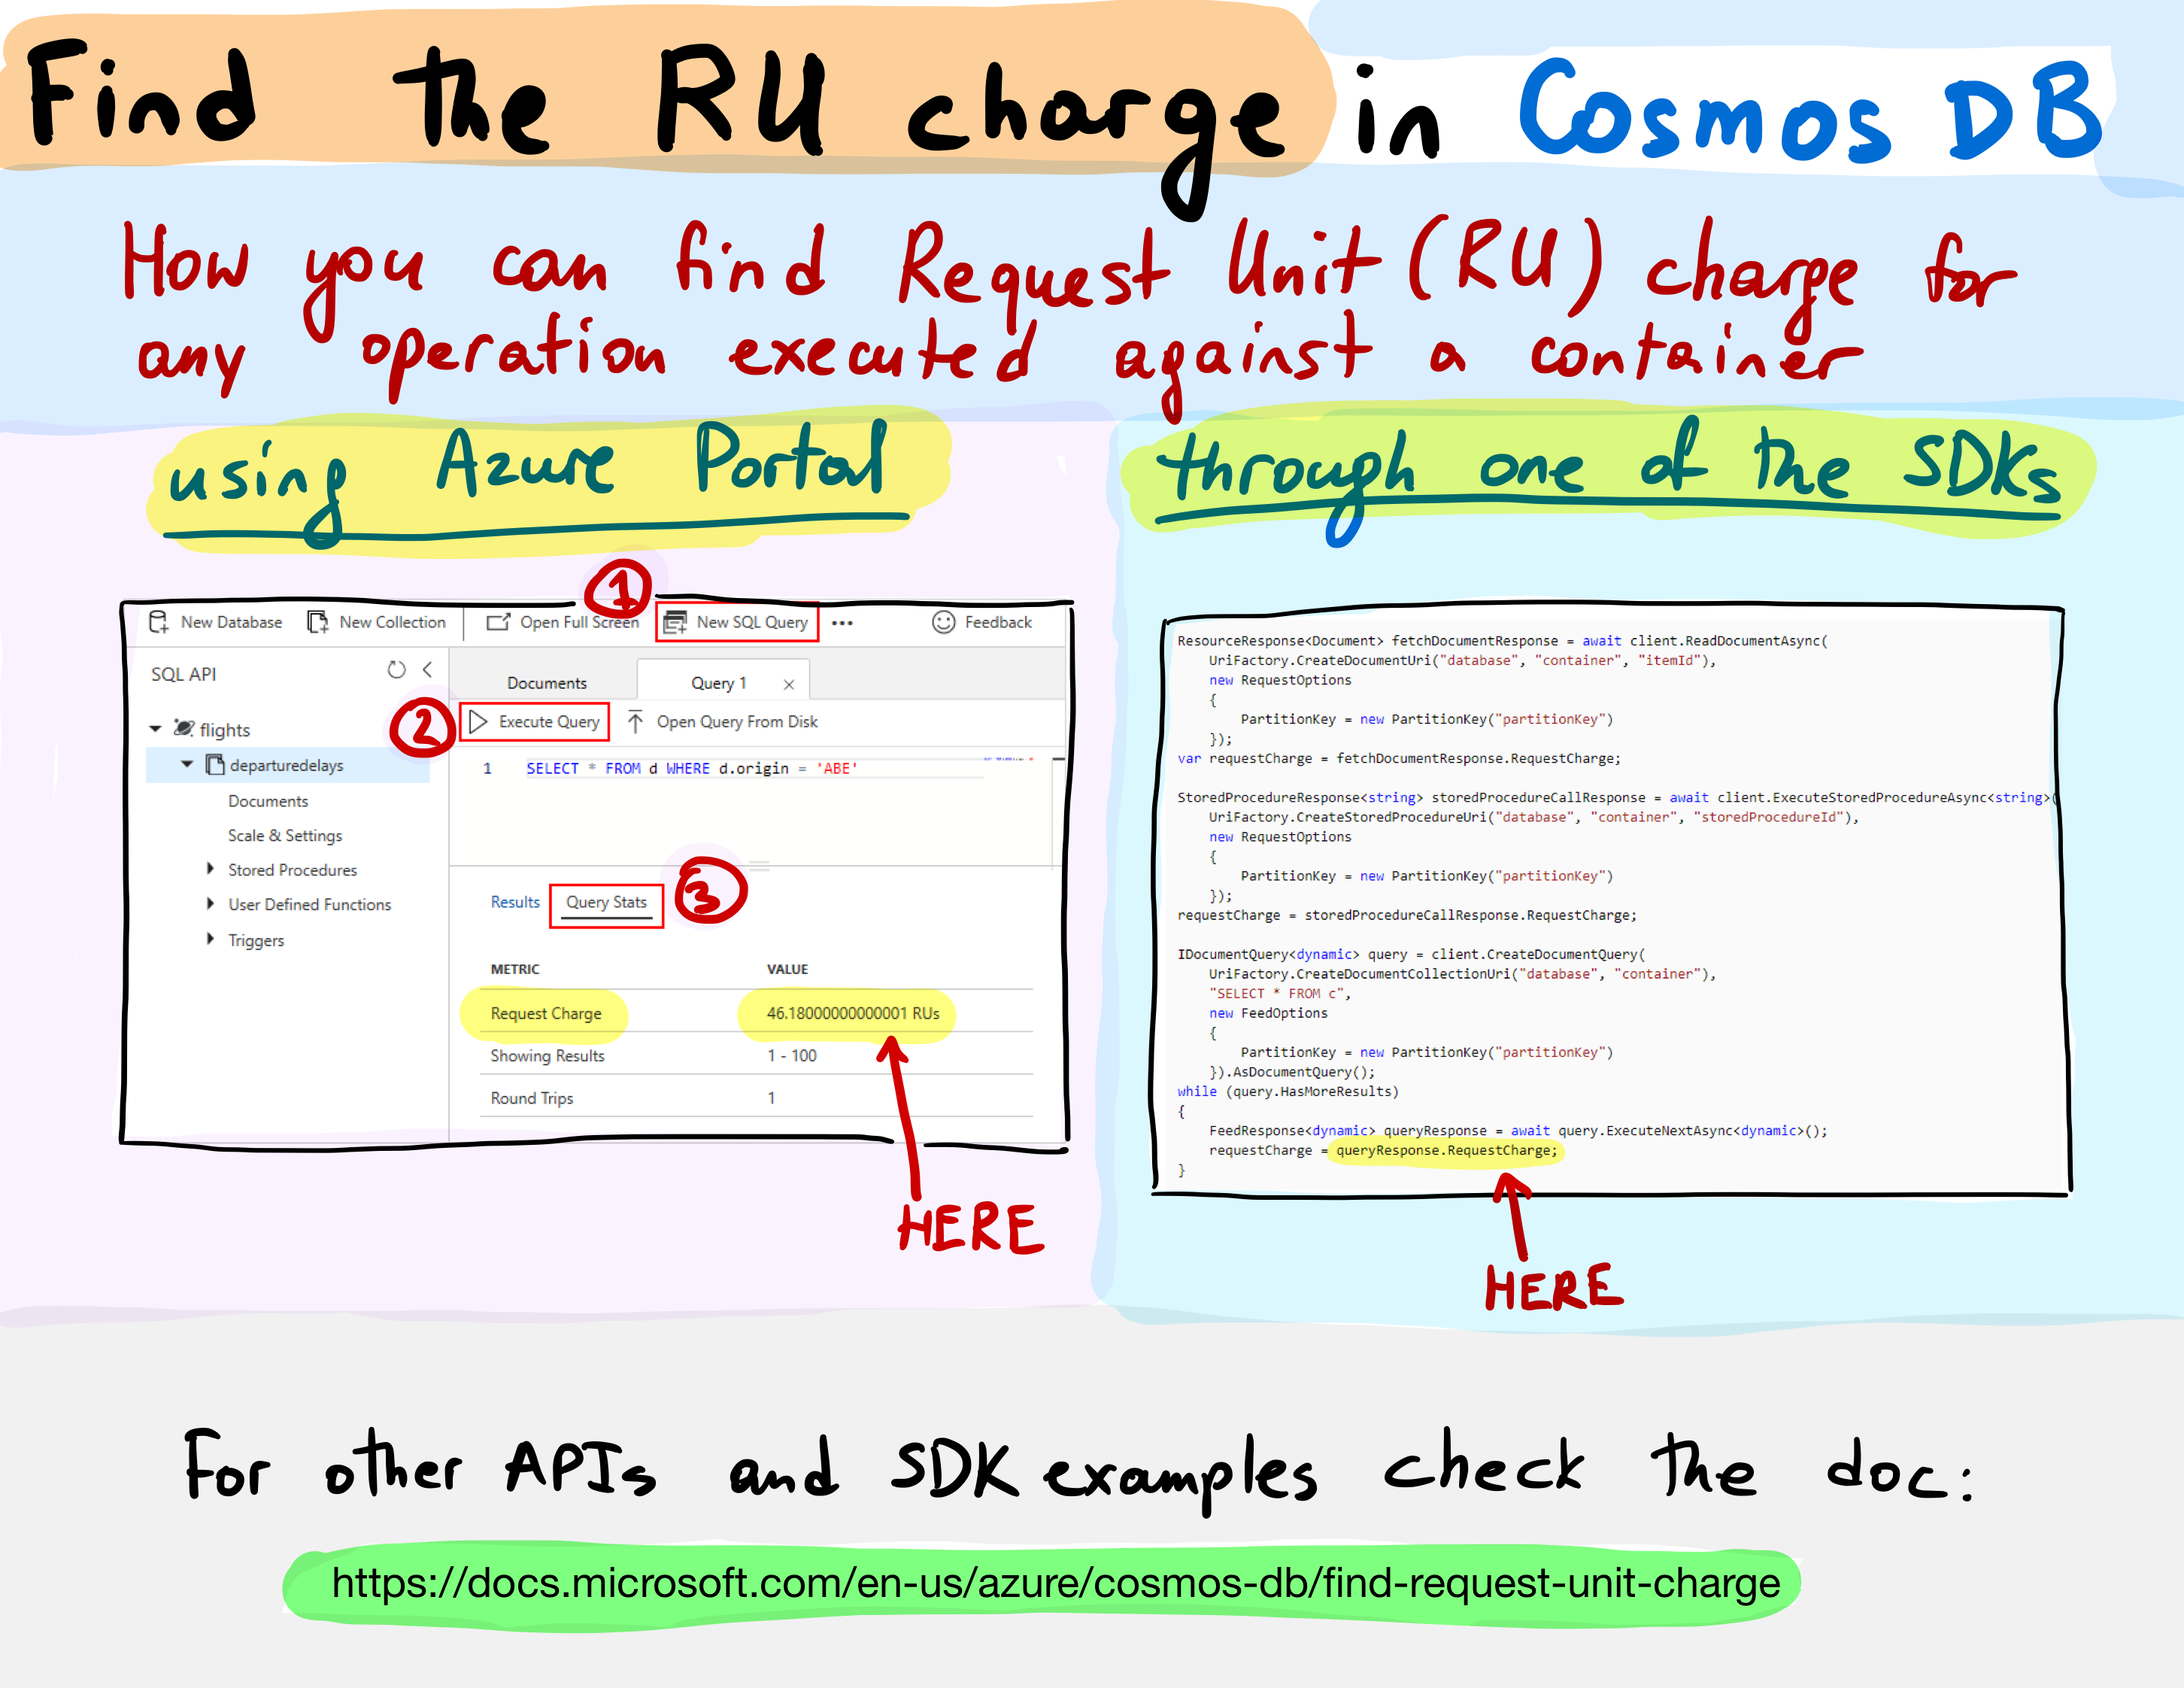 Find the RU charge in Cosmos DB
How you can find Request Unit (RU) charge for
any operation executed against a container
using Azure Portal
1
New Database New Collection Open Full Screen New SQL Query ••• Feedback
SQL API
Documents Query 1
2
Execute Query Open Query From Disk
flights
departuredelays
Documents
Scale & Settings
Stored Procedures
User Defined Functions
Triggers
1 SELECT * FROM d WHERE d.origin = 'ABE'
3
Results Query Stats
METRIC VALUE
Request Charge 46.18000000000001 RUs
Showing Results 1 - 100
Round Trips 1
HERE
through one of the SDKs
ResourceResponse<Document> fetchDocumentResponse = await client.ReadDocumentAsync(
UriFactory.CreateDocumentUri("database", "container", "itemId"),
new RequestOptions
{
PartitionKey = new PartitionKey("partitionKey")
});
var requestCharge = fetchDocumentResponse.RequestCharge;
StoredProcedureResponse<string> storedProcedureCallResponse = await client.ExecuteStoredProcedureAsync<string>(
UriFactory.CreateStoredProcedureUri("database", "container", "storedProcedureId"),
new RequestOptions
{
PartitionKey = new PartitionKey("partitionKey")
});
requestCharge = storedProcedureCallResponse.RequestCharge;
IDocumentQuery<dynamic> query = client.CreateDocumentQuery(
UriFactory.CreateDocumentCollectionUri("database", "container"),
"SELECT * FROM c",
new FeedOptions
{
PartitionKey = new PartitionKey("partitionKey")
}).AsDocumentQuery();
while (query.HasMoreResults)
{
FeedResponse<dynamic> queryResponse = await query.ExecuteNextAsync<dynamic>();
requestCharge = queryResponse.RequestCharge;
}
HERE
For other APIs and SDK examples check the doc:
https://docs.microsoft.com/en-us/azure/cosmos-db/find-request-unit-charge